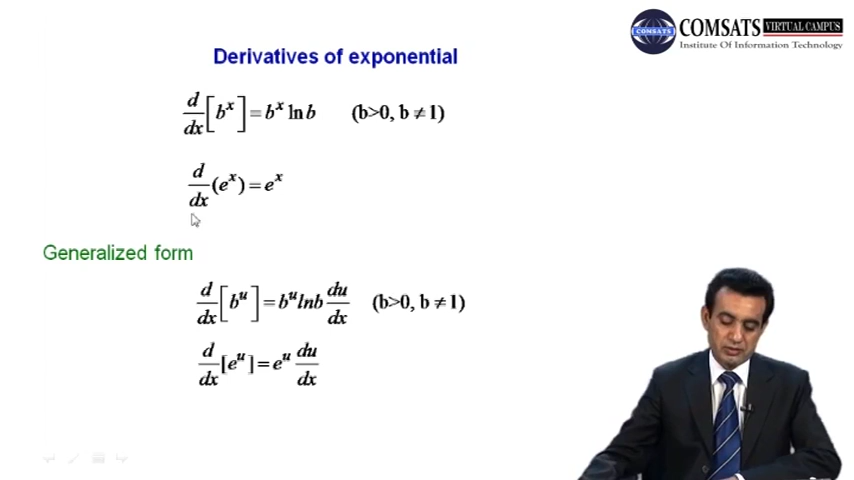 COMSATS VIRTUAL CAMPUS
COMSATS
Institute Of Information Technology
Derivatives of exponential
d/dx [b^x] = b^x ln b (b>0, b ≠ 1)
d/dx (e^x) = e^x
Generalized form
d/dx [b^u] = b^u lnb du/dx (b>0, b ≠ 1)
d/dx [e^u] = e^u du/dx